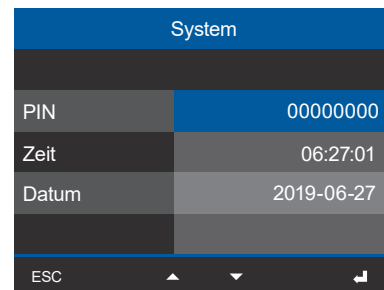 System
PIN 00000000
Zeit 06:27:01
Datum 2019-06-27
ESC